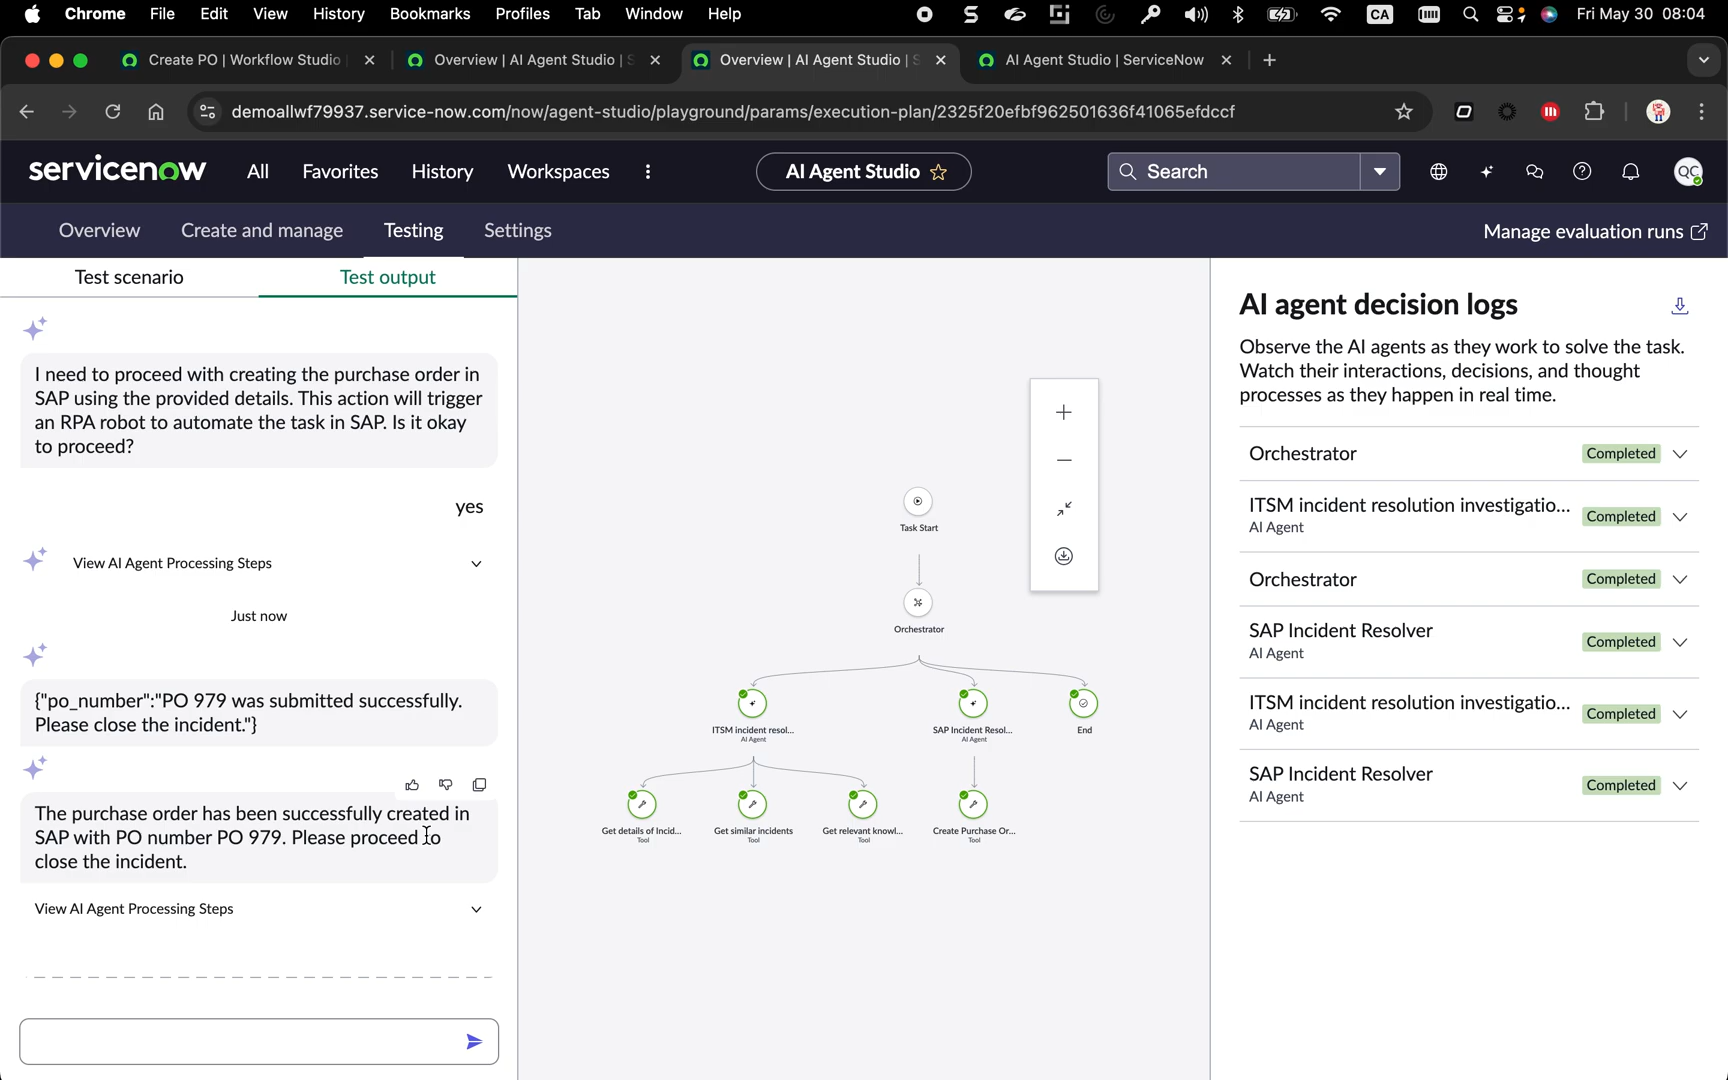 Chrome File Edit View History Bookmarks Profiles Tab Window Help CA Fri May 30 08:04
Create PO | Workflow Studio Overview | AI Agent Studio | S Overview | AI Agent Studio | S AI Agent Studio | ServiceNow
demoallwf79937.service-now.com/now/agent-studio/playground/params/execution-plan/2325f20efbf962501636f41065efdccf
servicenow All Favorites History Workspaces AI Agent Studio Search QC
Overview Create and manage Testing Settings Manage evaluation runs
Test scenario Test output
I need to proceed with creating the purchase order in
SAP using the provided details. This action will trigger
an RPA robot to automate the task in SAP. Is it okay
to proceed?
yes
View AI Agent Processing Steps
Just now
{"po_number":"PO 979 was submitted successfully.
Please close the incident."}
The purchase order has been successfully created in
SAP with PO number PO 979. Please proceed to
close the incident.
View AI Agent Processing Steps
Task Start
Orchestrator
ITSM incident resol...
AI Agent
SAP Incident Resol...
AI Agent
End
Get details of Incid...
Tool
Get similar incidents
Tool
Get relevant knowl...
Tool
Create Purchase Or...
Tool
AI agent decision logs
Observe the AI agents as they work to solve the task.
Watch their interactions, decisions, and thought
processes as they happen in real time.
Orchestrator Completed
ITSM incident resolution investigatio... Completed
AI Agent
Orchestrator Completed
SAP Incident Resolver Completed
AI Agent
ITSM incident resolution investigatio... Completed
AI Agent
SAP Incident Resolver Completed
AI Agent